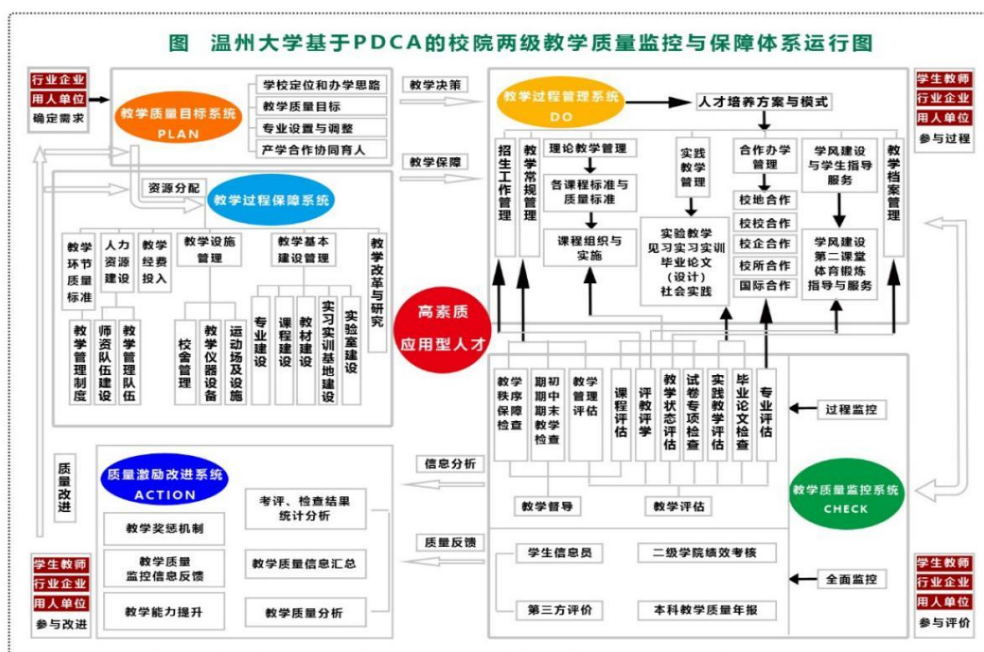 图 温州大学基于PDCA的校院两级教学质量监控与保障体系运行图
行业企业
用人单位
确定需求
教学质量目标系统
PLAN
学校定位和办学思路
教学质量目标
专业设置与调整
产学合作协同育人
教学决策
教学保障
教学过程管理系统
DO
人才培养方案与模式
学生教师
行业企业
用人单位
参与过程
招生工作管理
教学常规管理
理论教学管理
各课程标准与
质量标准
课程组织与
实施
实践
教学
管理
实验教学
见习实习实训
毕业论文
(设计)
社会实践
合作办学
管理
校地合作
校校合作
校企合作
校所合作
国际合作
学风建设
与学生指导
服务
学风建设
第二课堂
体育锻炼
指导与服务
教学档案管理
资源分配
教学过程保障系统
教学
环节
质量
标准
人力
资源
建设
教学
经费
投入
教学设施
管理
教学基本
建设管理
教学改革与研究
教学管理制度
师资队伍建设
教学管理队伍
校舍管理
教学仪器设备
运动场及设施
专业建设
课程建设
教材建设
实习实训基地建设
实验室建设
高素质
应用型人才
教学
秩序
保障
检查
期初
期中
期末
教学
检查
教学
管理
评估
课程评估
评教评学
教学状态评估
试卷专项检查
实践教学评估
毕业论文检查
专业评估
过程监控
教学督导
教学评估
教学质量监控系统
CHECK
学生信息员
二级学院绩效考核
第三方评价
本科教学质量年报
全面监控
信息分析
质量反馈
质量改进
质量激励改进系统
ACTION
教学奖惩机制
教学质量
监控信息反馈
教学能力提升
考评、检查结果
统计分析
教学质量信息汇总
教学质量分析
学生教师
行业企业
用人单位
参与改进
学生教师
行业企业
用人单位
参与评价